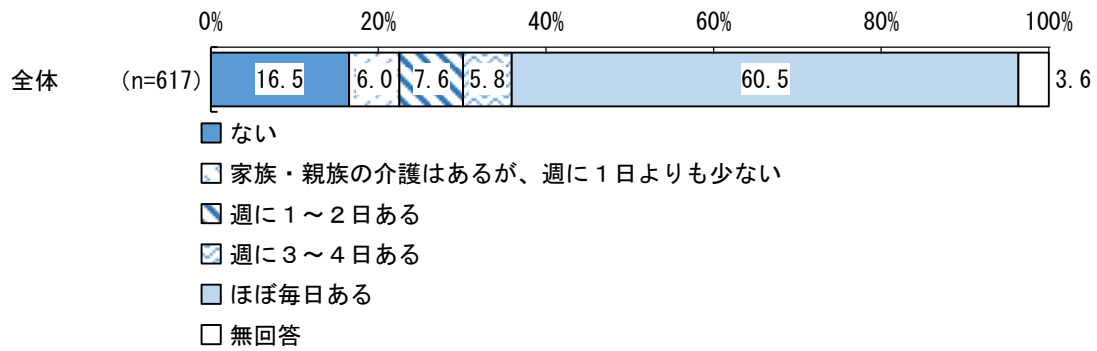 0% 20% 40% 60% 80% 100%
全体 (n=617) 16.5 6.0 7.6 5.8 60.5 3.6
ない
家族・親族の介護はあるが、週に１日よりも少ない
週に１～２日ある
週に３～４日ある
ほぼ毎日ある
無回答